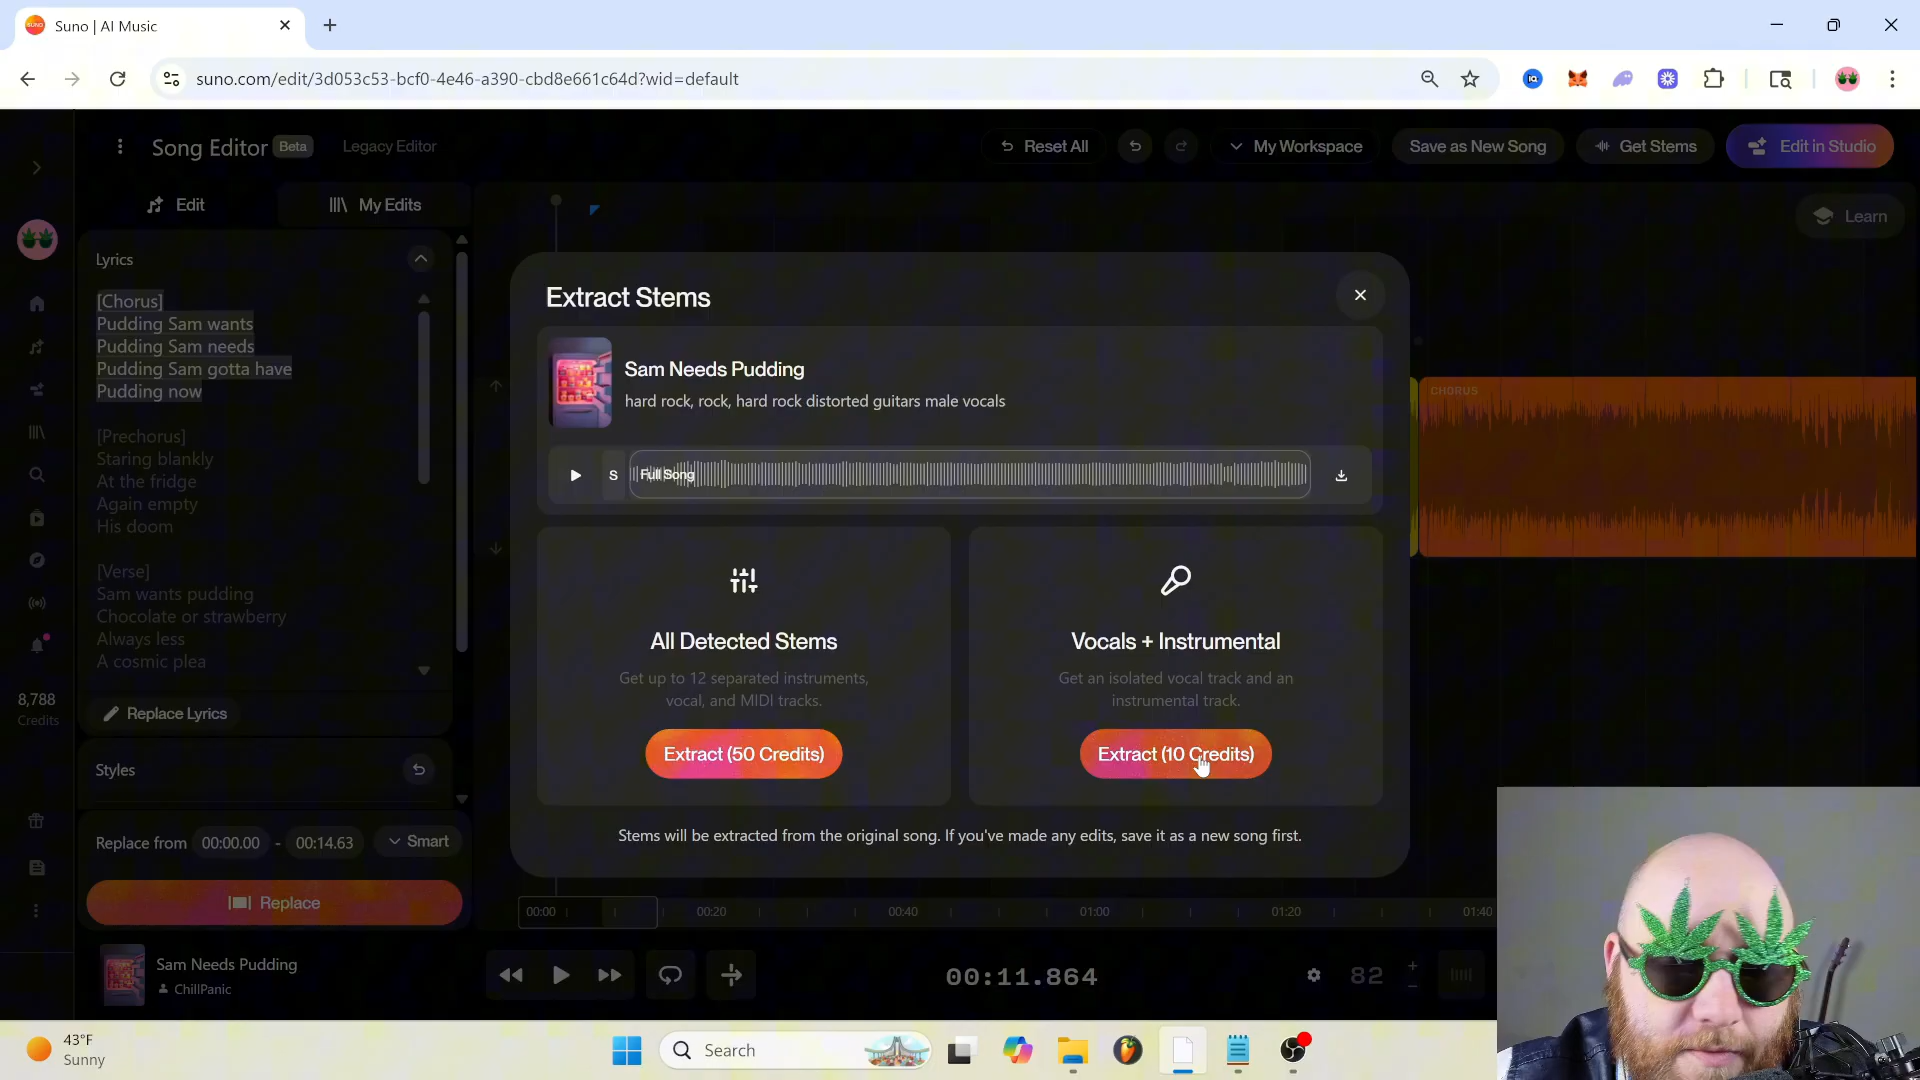 Suno | AI Music
suno.com/edit/3d053c53-bcf0-4e46-a390-cbd8e661c64d?wid=default
Song Editor Beta Legacy Editor
Reset All
My Workspace
Save as New Song
Get Stems
Edit in Studio
Edit
My Edits
Learn
Lyrics
[Chorus]
Pudding Sam wants
Pudding Sam needs
Pudding Sam gotta have
Pudding now
[Prechorus]
Staring blankly
At the fridge
Again empty
His doom
[Verse]
Sam wants pudding
Chocolate or strawberry
Always less
A cosmic plea
8,788
Credits
Replace Lyrics
Styles
Replace from 00:00.00 - 00:14.63 Smart
Replace
Extract Stems
Sam Needs Pudding
hard rock, rock, hard rock distorted guitars male vocals
S
Full Song
CHORUS
All Detected Stems
Get up to 12 separated instruments,
vocal, and MIDI tracks.
Extract (50 Credits)
Vocals + Instrumental
Get an isolated vocal track and an
instrumental track.
Extract (10 Credits)
Stems will be extracted from the original song. If you've made any edits, save it as a new song first.
00:00 00:20 00:40 01:00 01:20 01:40
Sam Needs Pudding
ChillPanic
00:11.864
82
43°F
Sunny
Search